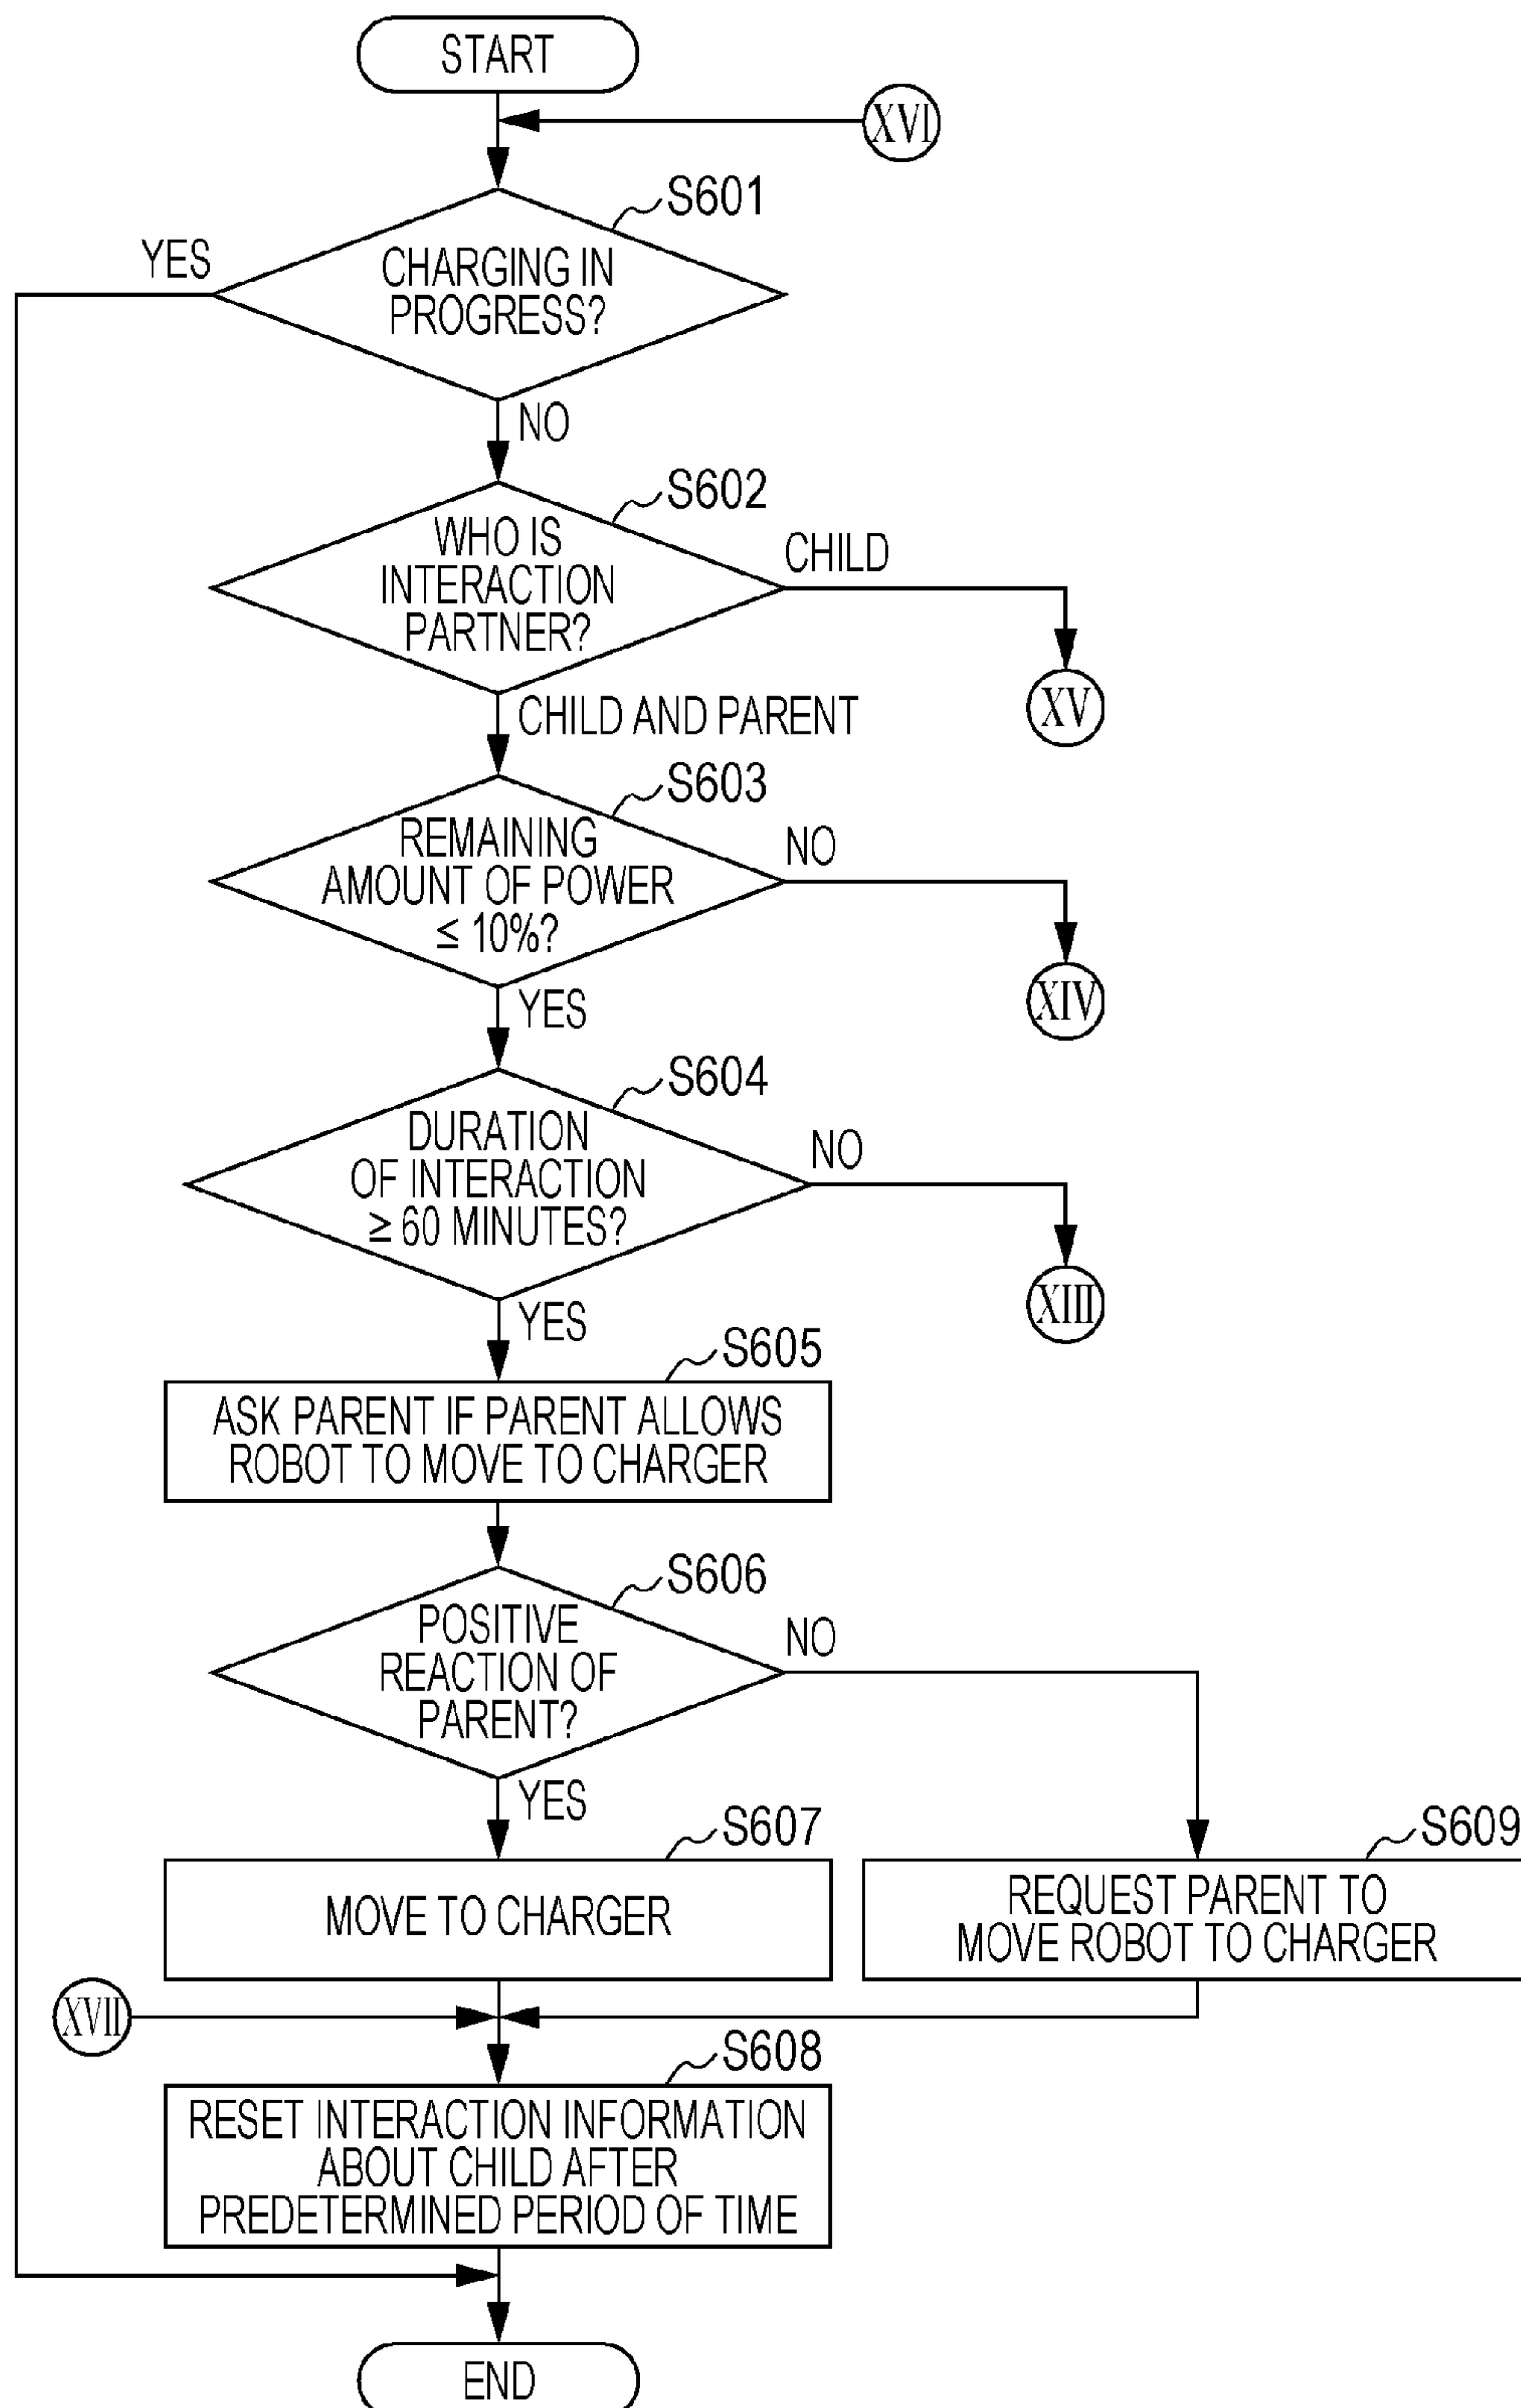 START
XVI
S601
YES
CHARGING IN
PROGRESS?
NO
S602
WHO IS
INTERACTION
PARTNER?
CHILD
XV
CHILD AND PARENT
S603
REMAINING
AMOUNT OF POWER
≤ 10%?
NO
XIV
YES
S604
DURATION
OF INTERACTION
≥ 60 MINUTES?
NO
XIII
YES
S605
ASK PARENT IF PARENT ALLOWS
ROBOT TO MOVE TO CHARGER
S606
POSITIVE
REACTION OF
PARENT?
NO
YES
S607
MOVE TO CHARGER
S609
REQUEST PARENT TO
MOVE ROBOT TO CHARGER
XVII
S608
RESET INTERACTION INFORMATION
ABOUT CHILD AFTER
PREDETERMINED PERIOD OF TIME
END